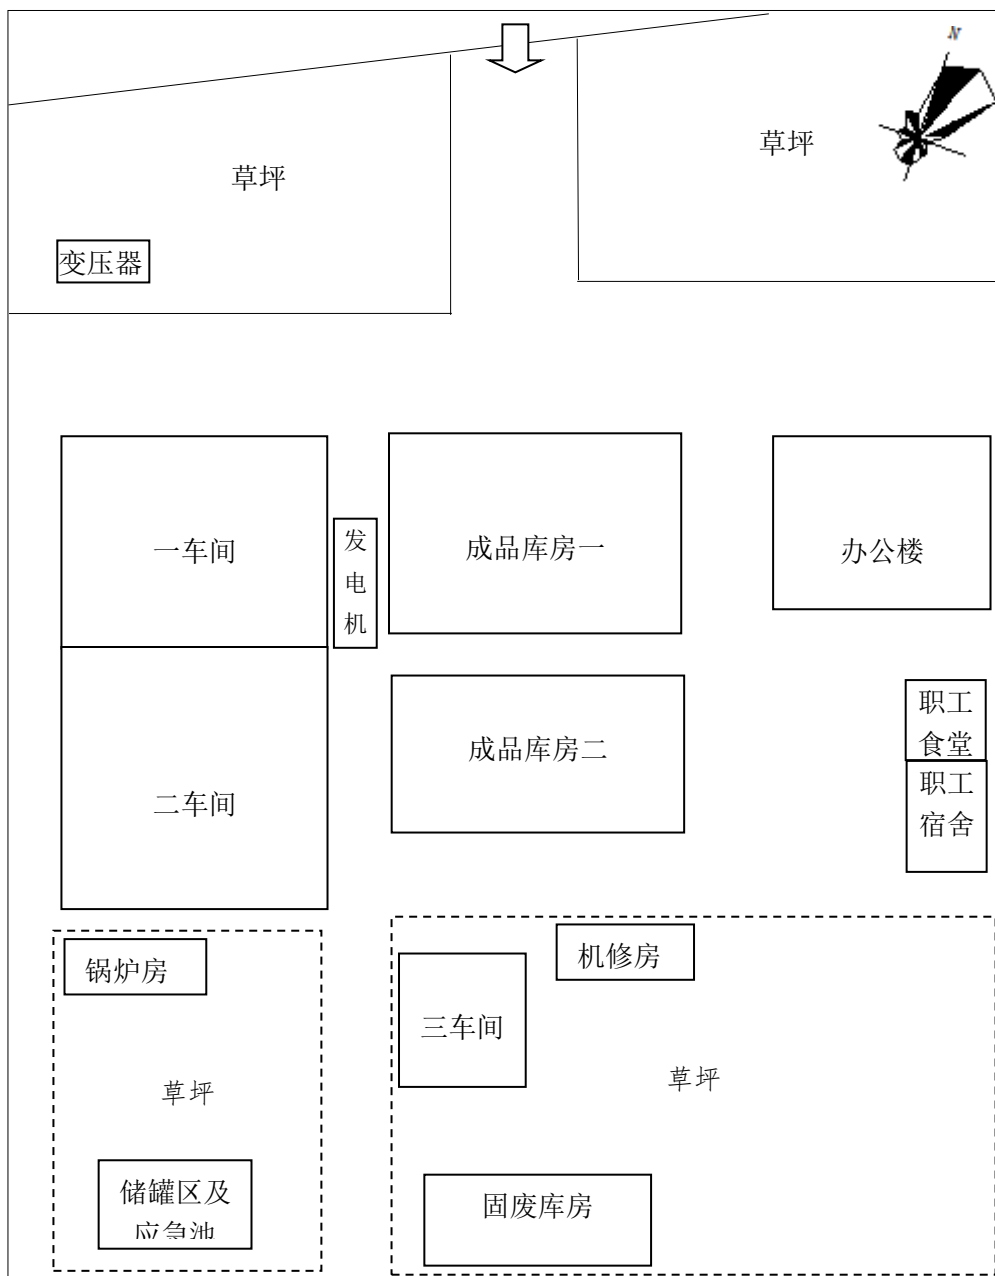 N
草坪
草坪
变压器
一车间
发
电
机
成品库房一
办公楼
成品库房二
职工
食堂
二车间
职工
宿舍
锅炉房
机修房
三车间
草坪
草坪
储罐区及
应急池
固废库房